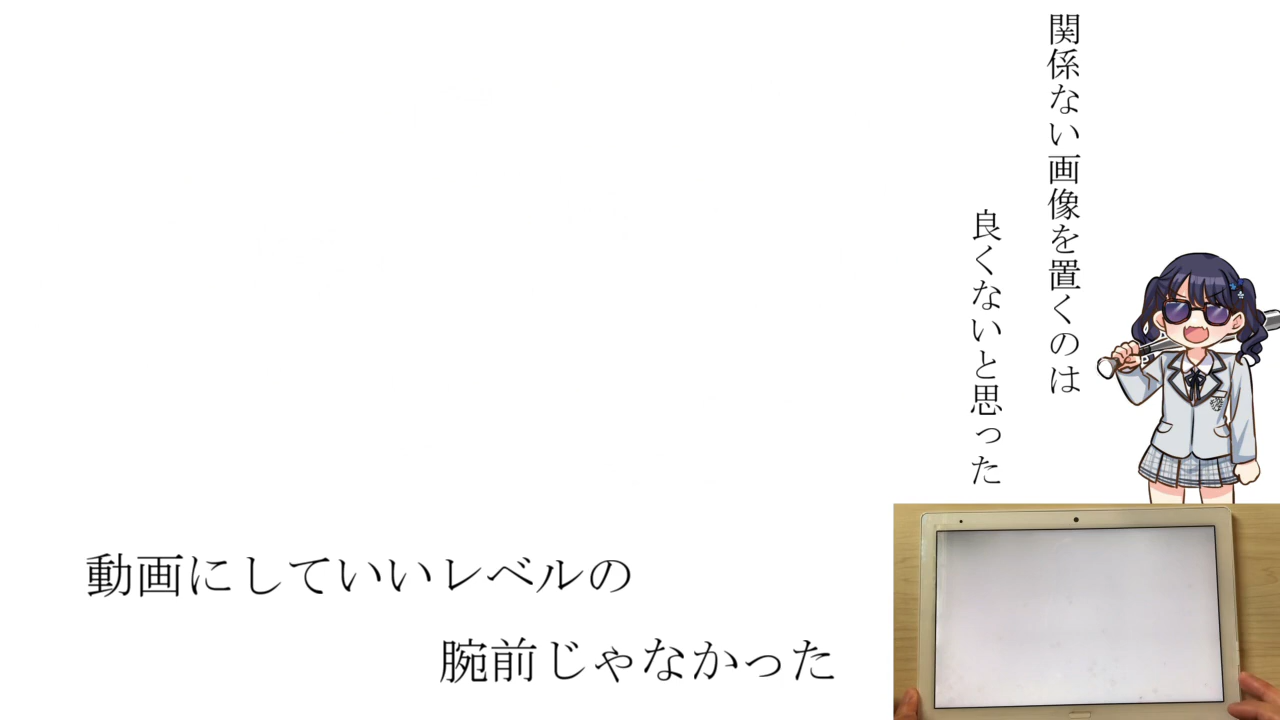 関係ない画像を置くのは
良くないと思った
動画にしていいレベルの
腕前じゃなかった